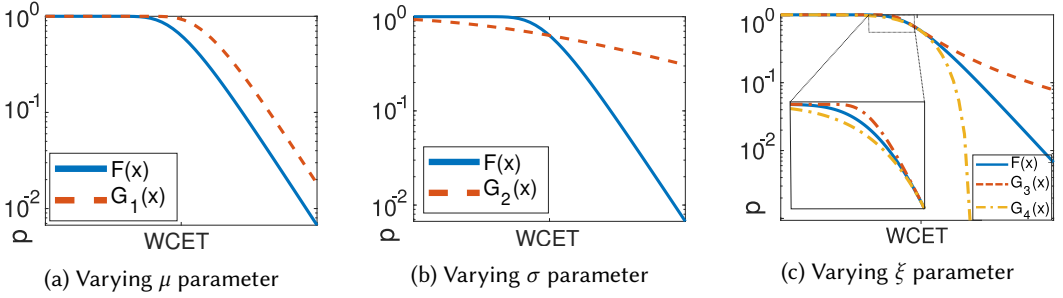 10^0
10^-1
10^-2
p
F(x)
G_1(x)
WCET
(a) Varying μ parameter
10^0
10^-1
10^-2
p
F(x)
G_2(x)
WCET
(b) Varying σ parameter
10^0
10^-1
10^2
p
F(x)
G_3(x)
G_4(x)
WCET
(c) Varying ξ parameter